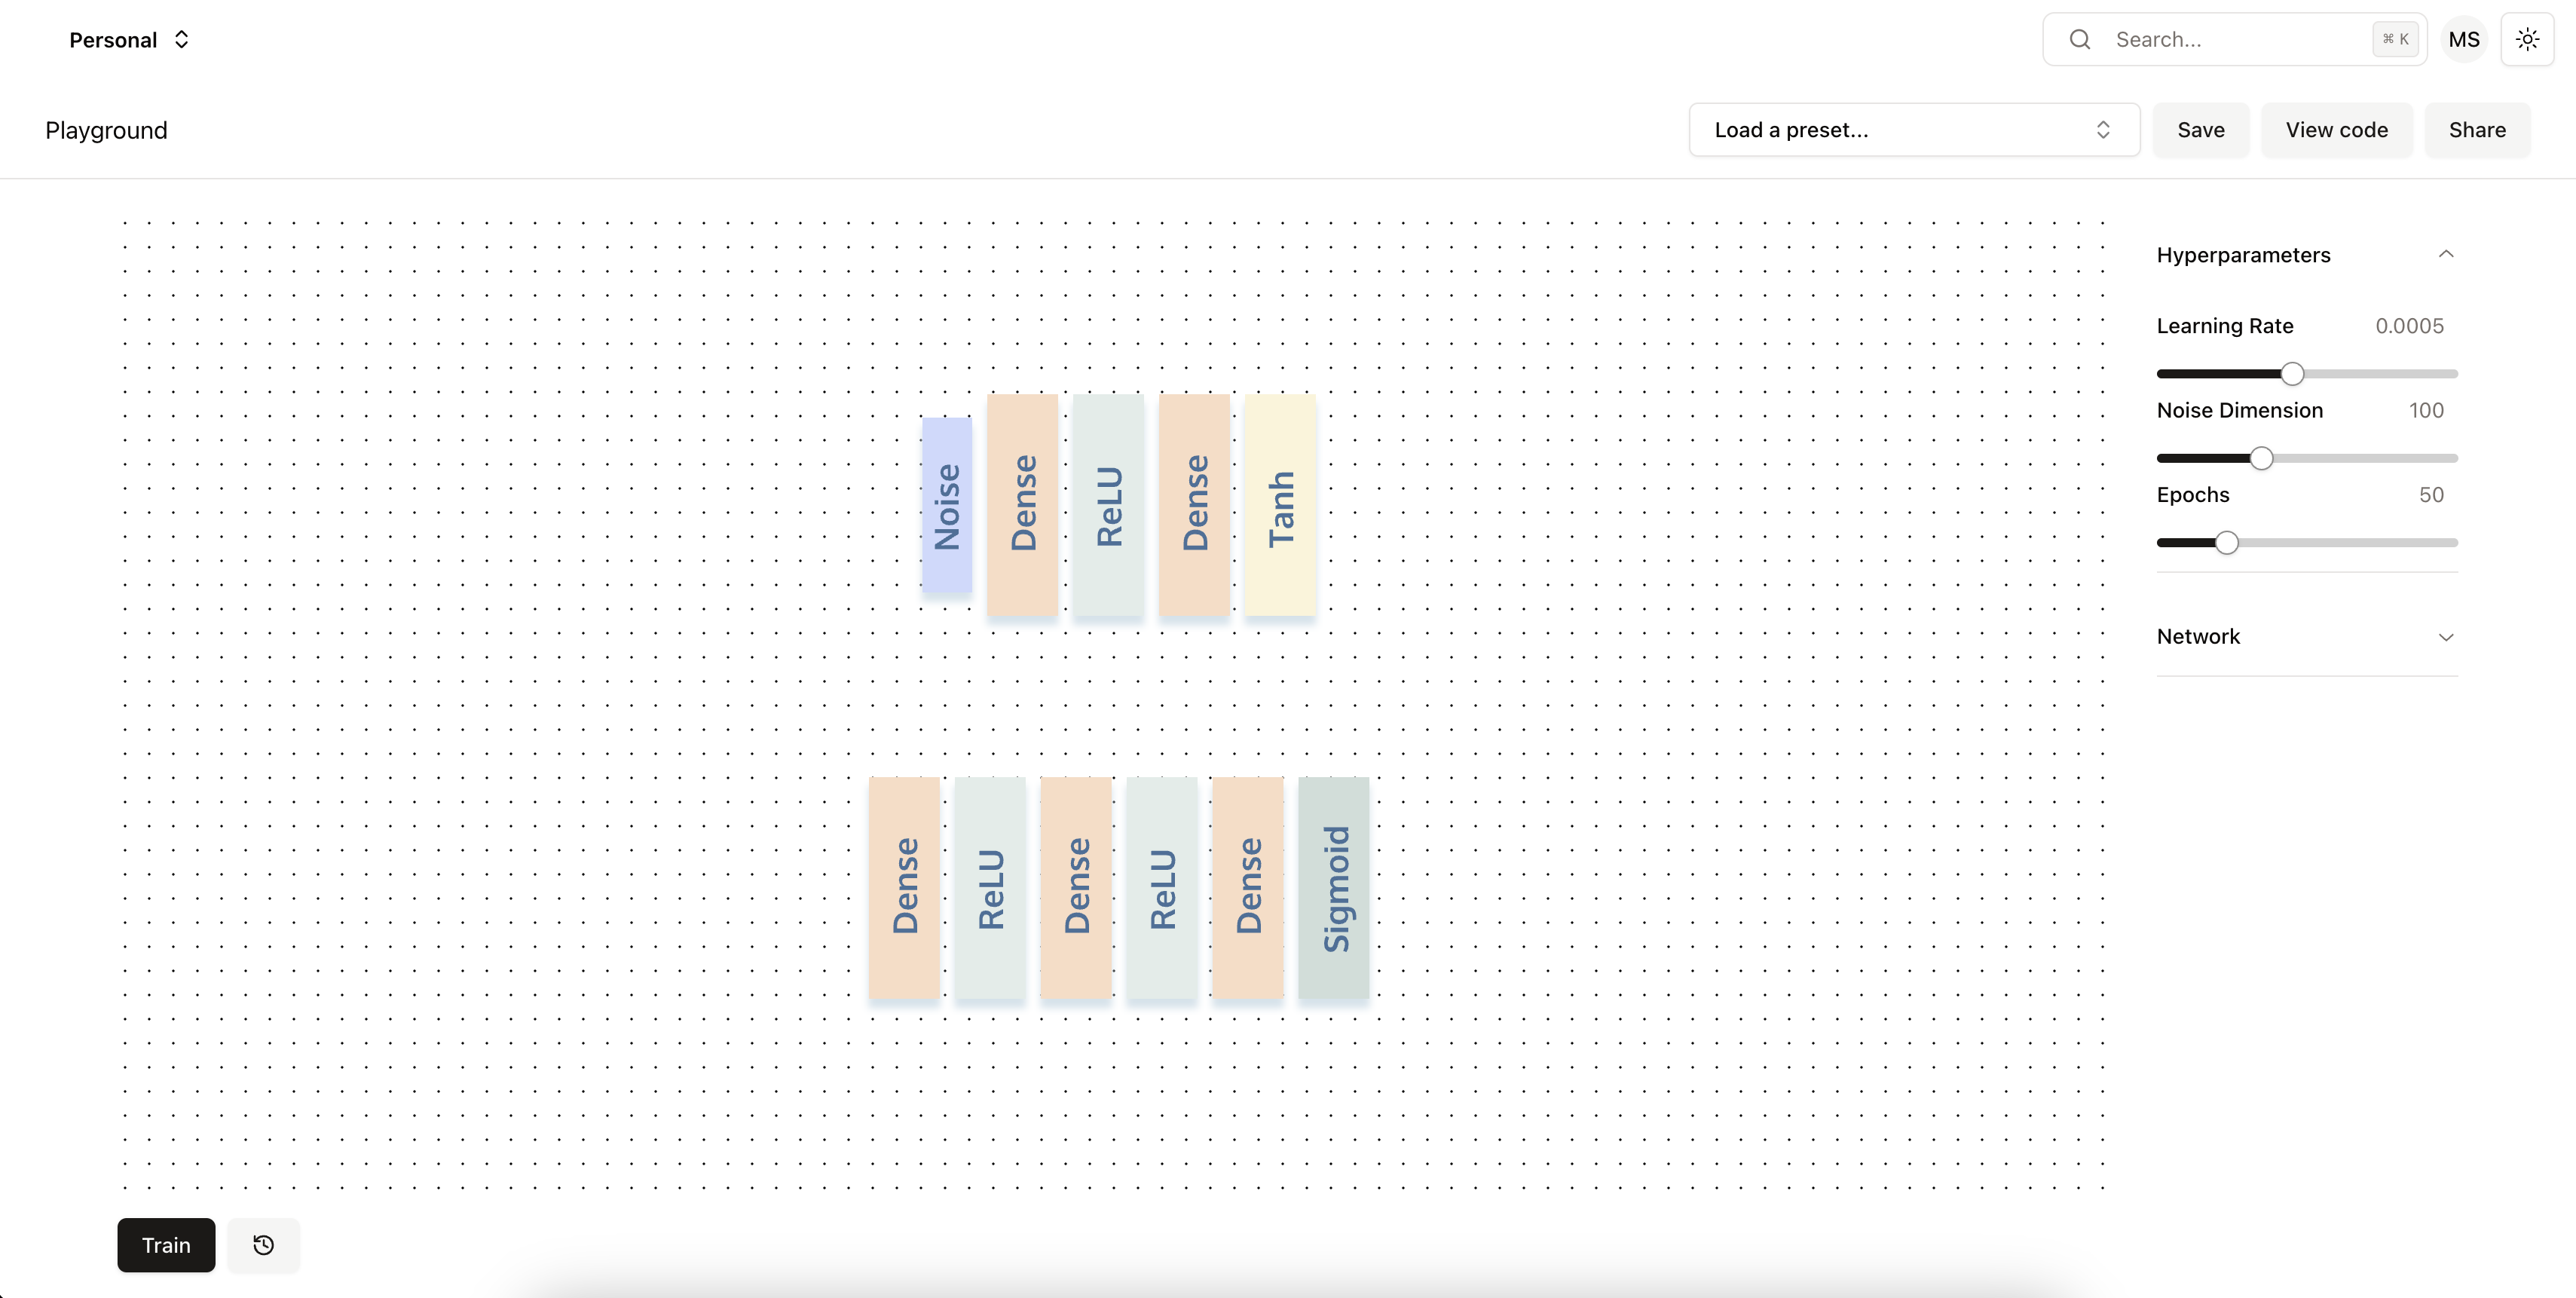 Personal
Search...
⌘ K
MS
Playground
Load a preset...
Save
View code
Share
Hyperparameters
Learning Rate 0.0005
Noise Dimension 100
Epochs 50
Network
Noise
Dense
ReLU
Dense
Tanh
Dense
ReLU
Dense
ReLU
Dense
Sigmoid
Train